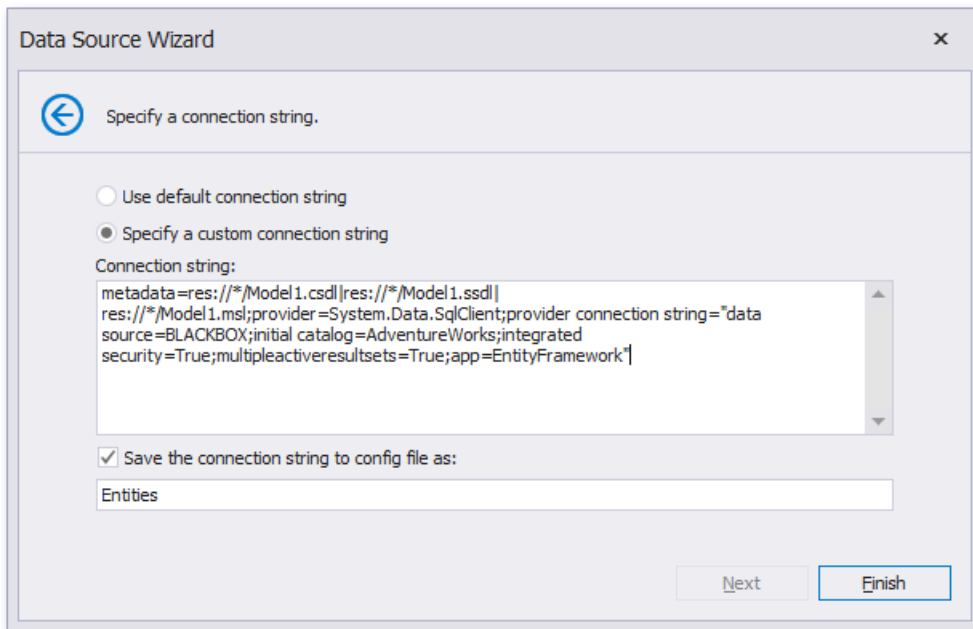 Data Source Wizard
Specify a connection string.
Use default connection string
Specify a custom connection string
Connection string:
metadata=res://*/Model1.csdl|res://*/Model1.ssdl|
res://*/Model1.msl;provider=System.Data.SqlClient;provider connection string="data
source=BLACKBOX;initial catalog=AdventureWorks;integrated
security=True;multipleactiveresultsets=True;app=EntityFramework"
Save the connection string to config file as:
Entities
Next
Finish